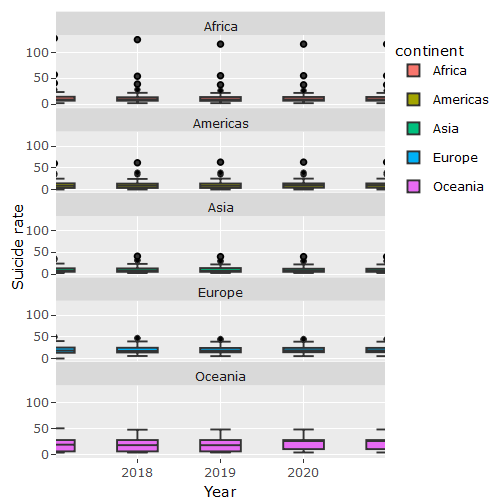 Africa
100
50
0
Americas
100
50
0
Asia
100
50
0
Europe
100
50
0
Oceania
100
50
0
2018 2019 2020
Year
Suicide rate
continent
Africa
Americas
Asia
Europe
Oceania